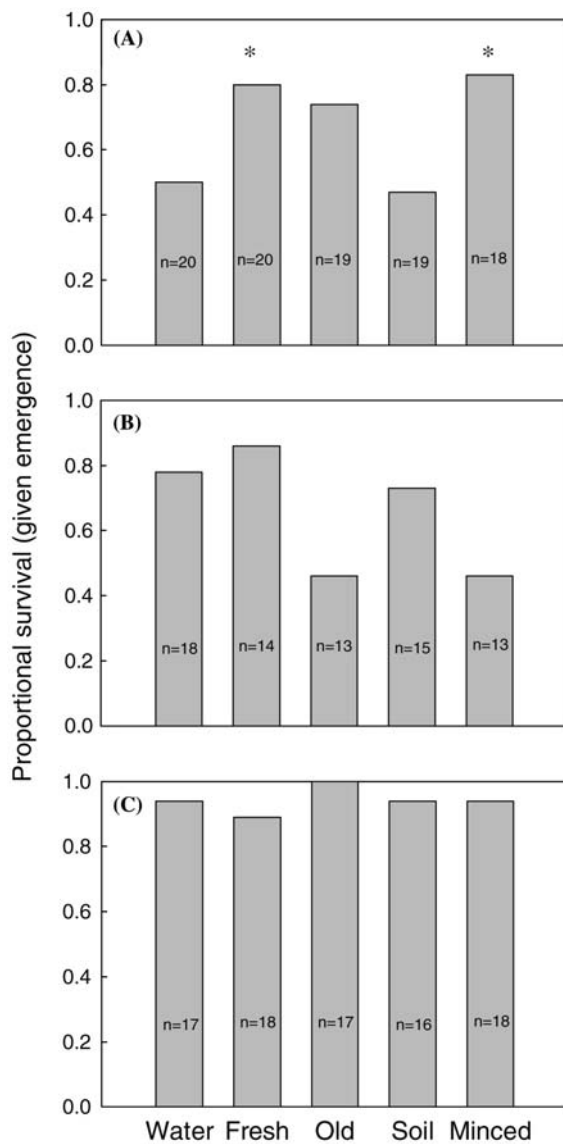 Proportional survival (given emergence)
(A)
1.0
0.8
0.6
0.4
0.2
0.0
* *
n=20 n=20 n=19 n=19 n=18
(B)
1.0
0.8
0.6
0.4
0.2
0.0
n=18 n=14 n=13 n=15 n=13
(C)
1.0
0.8
0.6
0.4
0.2
0.0
n=17 n=18 n=17 n=16 n=18
Water Fresh Old Soil Minced